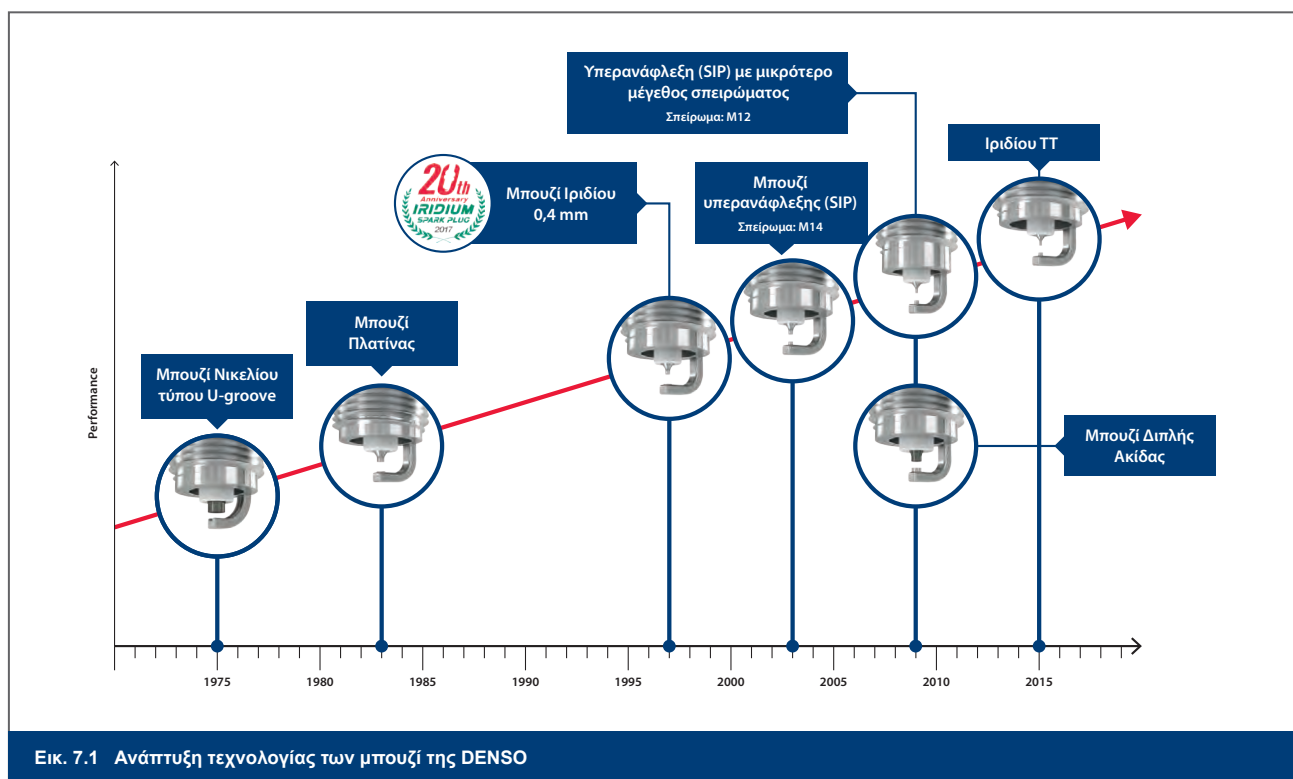 Υπερανάφλεξη (SIP) με μικρότερο
μέγεθος σπειρώματος
Σπείρωμα: M12
Ιριδίου TT
20th
Anniversary
IRIDIUM
SPARK PLUG
2017
Μπουζί Ιριδίου
0,4 mm
Μπουζί
υπερανάφλεξης (SIP)
Σπείρωμα: M14
Μπουζί
Πλατίνας
Μπουζί Νικελίου
τύπου U-groove
Μπουζί Διπλής
Ακίδας
Performance
1975 1980 1985 1990 1995 2000 2005 2010 2015
Εικ. 7.1 Ανάπτυξη τεχνολογίας των μπουζί της DENSO